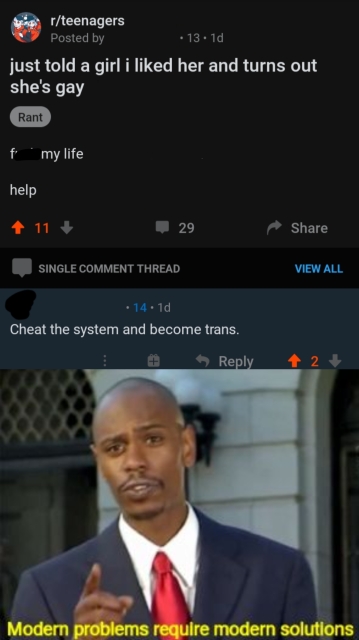 r/teenagers
Posted by • 13 • 1d
just told a girl i liked her and turns out
she's gay
Rant
f my life
help
11 29 Share
SINGLE COMMENT THREAD VIEW ALL
• 14 • 1d
Cheat the system and become trans.
Reply 2
Modern problems require modern solutions